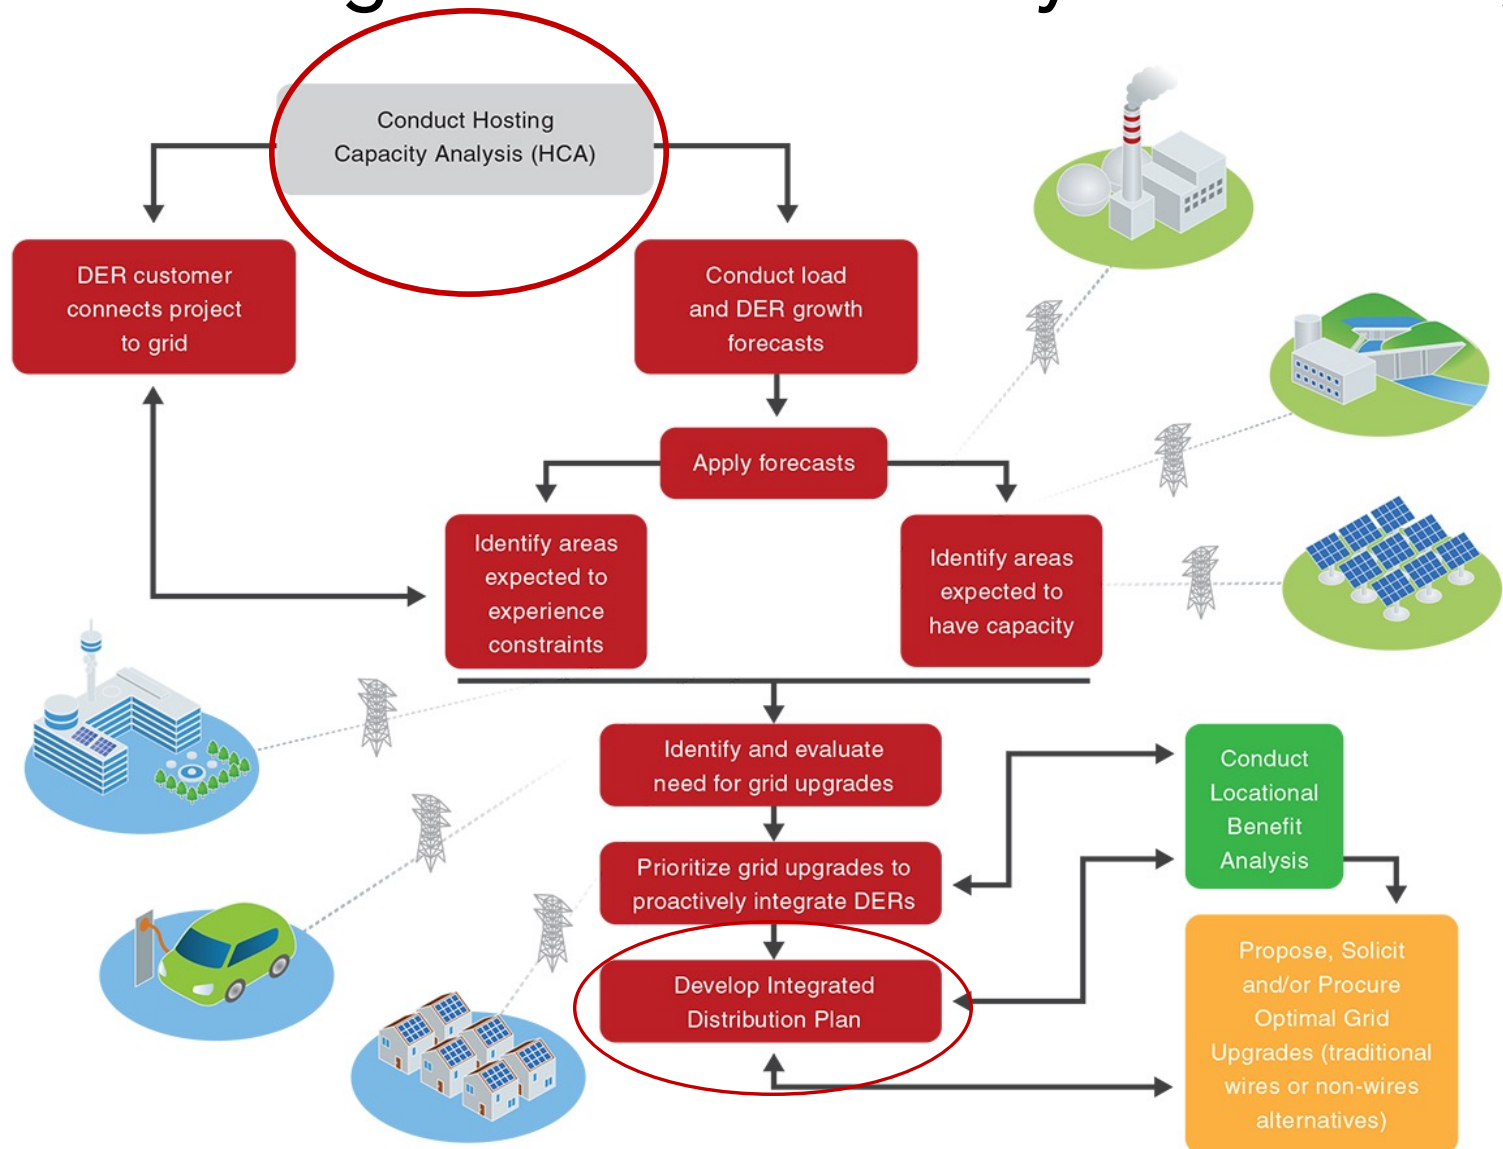 Conduct Hosting
Capacity Analysis (HCA)
DER customer
connects project
to grid
Conduct load
and DER growth
forecasts
Apply forecasts
Identify areas
expected to
experience
constraints
Identify areas
expected to
have capacity
Identify and evaluate
need for grid upgrades
Prioritize grid upgrades to
proactively integrate DERs
Develop Integrated
Distribution Plan
Conduct
Locational
Benefit
Analysis
Propose, Solicit
and/or Procure
Optimal Grid
Upgrades (traditional
wires or non-wires
alternatives)